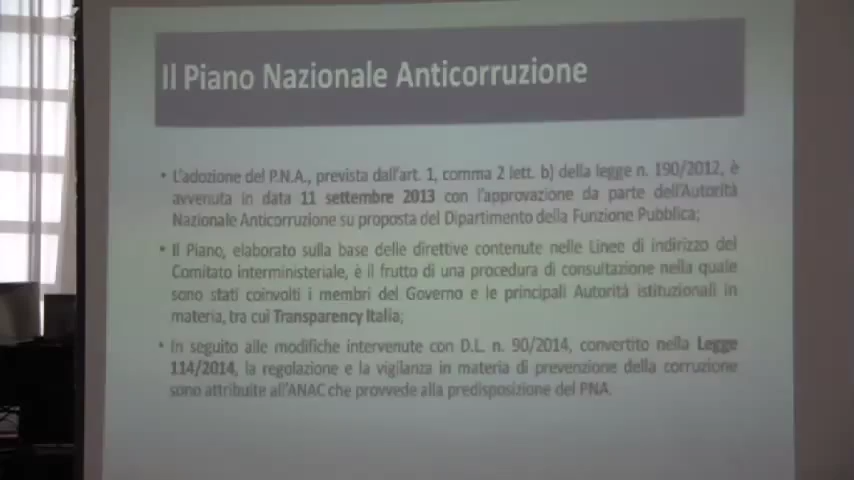 Il Piano Nazionale Anticorruzione
• L'adozione del P.N.A., prevista dall'art. 1, comma 2 lett. b) della legge n. 190/2012, è
avvenuta in data 11 settembre 2013 con l'approvazione da parte dell'Autorità
Nazionale Anticorruzione su proposta del Dipartimento della Funzione Pubblica;
• Il Piano, elaborato sulla base delle direttive contenute nelle Linee di indirizzo del
Comitato interministeriale, è il frutto di una procedura di consultazione nella quale
sono stati coinvolti i membri del Governo e le principali Autorità istituzionali in
materia, tra cui Transparency Italia;
• In seguito alle modifiche intervenute con D.L. n. 90/2014, convertito nella Legge
114/2014, la regolazione e la vigilanza in materia di prevenzione della corruzione
sono attribuite all'ANAC che provvede alla predisposizione del PNA.